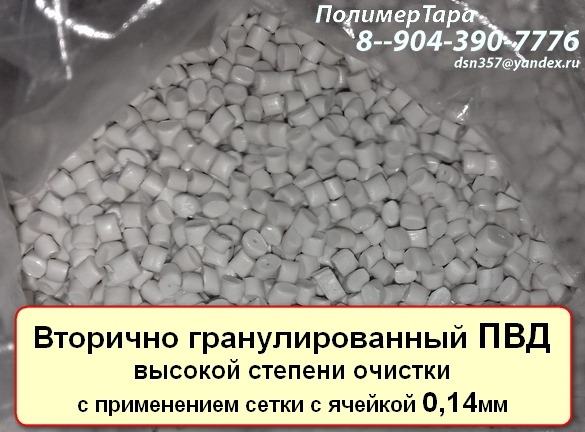 ПолимерТара
8--904-390-7776
dsn357@yandex.ru
Вторично гранулированный ПВД
высокой степени очистки
с применением сетки с ячейкой 0,14мм